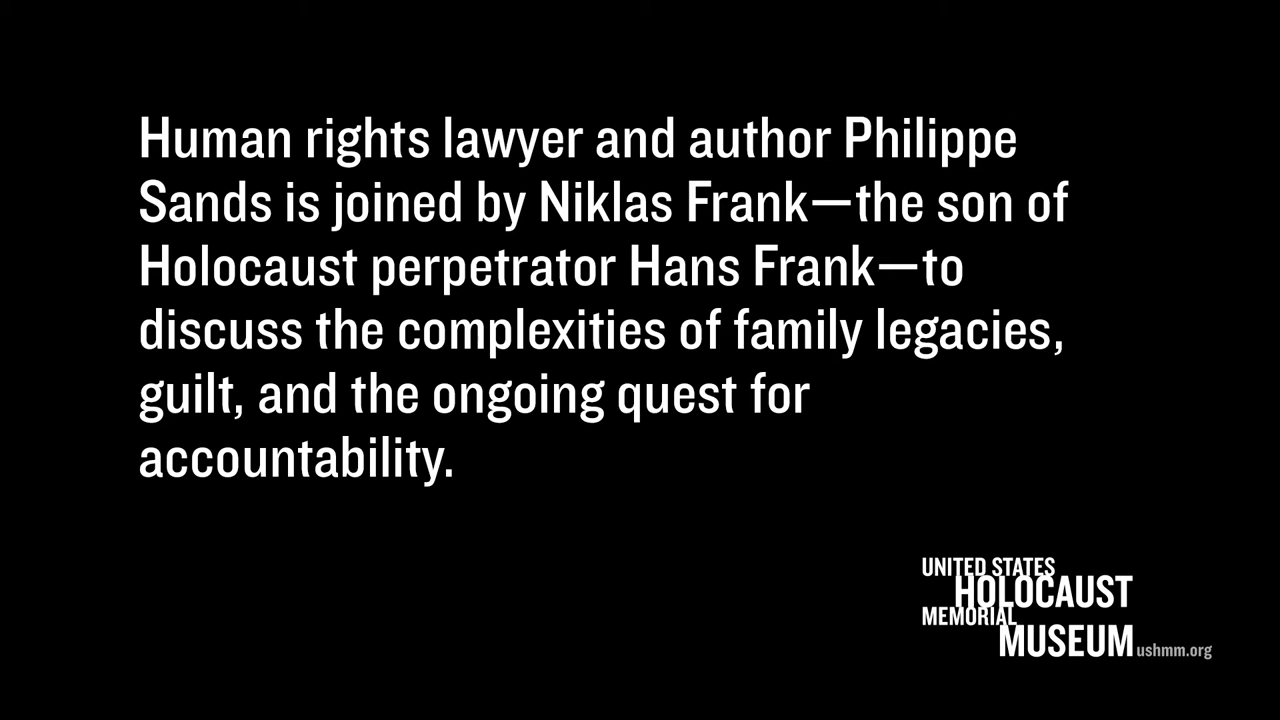 Human rights lawyer and author Philippe
Sands is joined by Niklas Frank—the son of
Holocaust perpetrator Hans Frank—to
discuss the complexities of family legacies,
guilt, and the ongoing quest for
accountability.
UNITED STATES
HOLOCAUST
MEMORIAL
MUSEUM ushmm.org